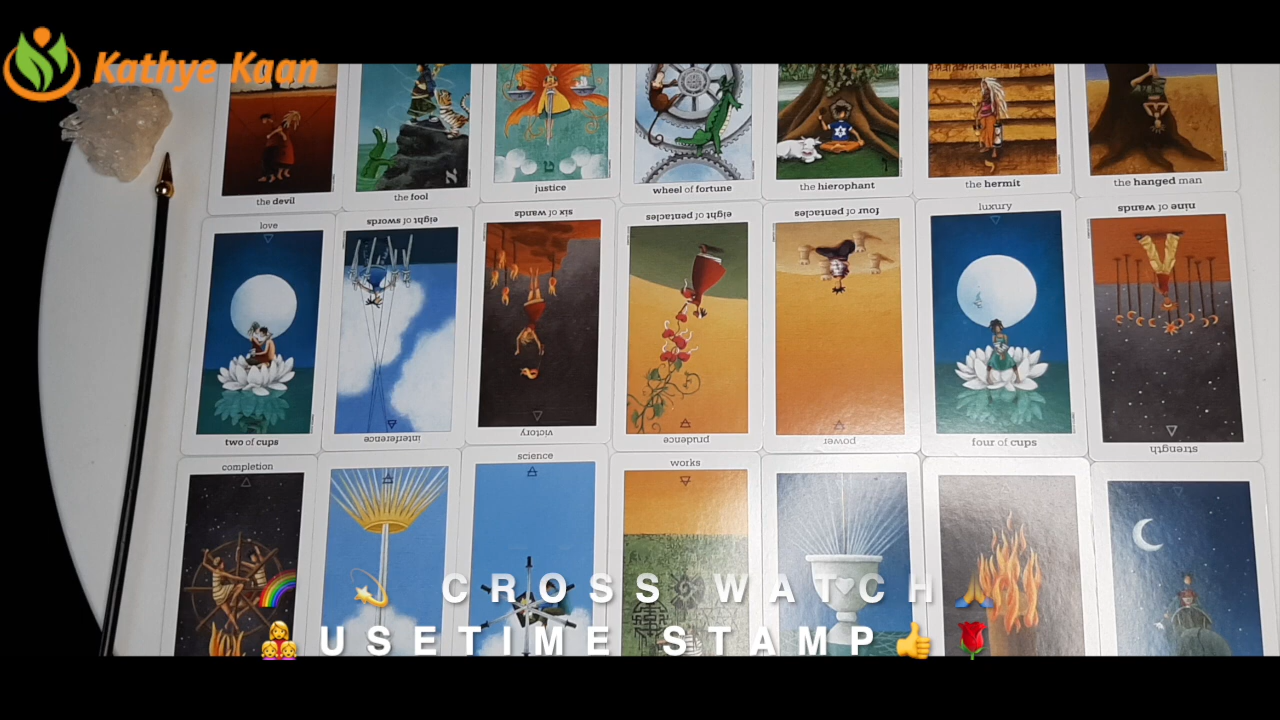 Kathye Kaan
the devil
the fool
justice
wheel of fortune
the hierophant
the hermit
the hanged man
love
eight of swords
six of wands
eight of pentacles
four of pentacles
luxury
nine of wands
two of cups
interference
victory
prudence
power
four of cups
strength
completion
science
works
CROSS WATCH
USETIME STAMP